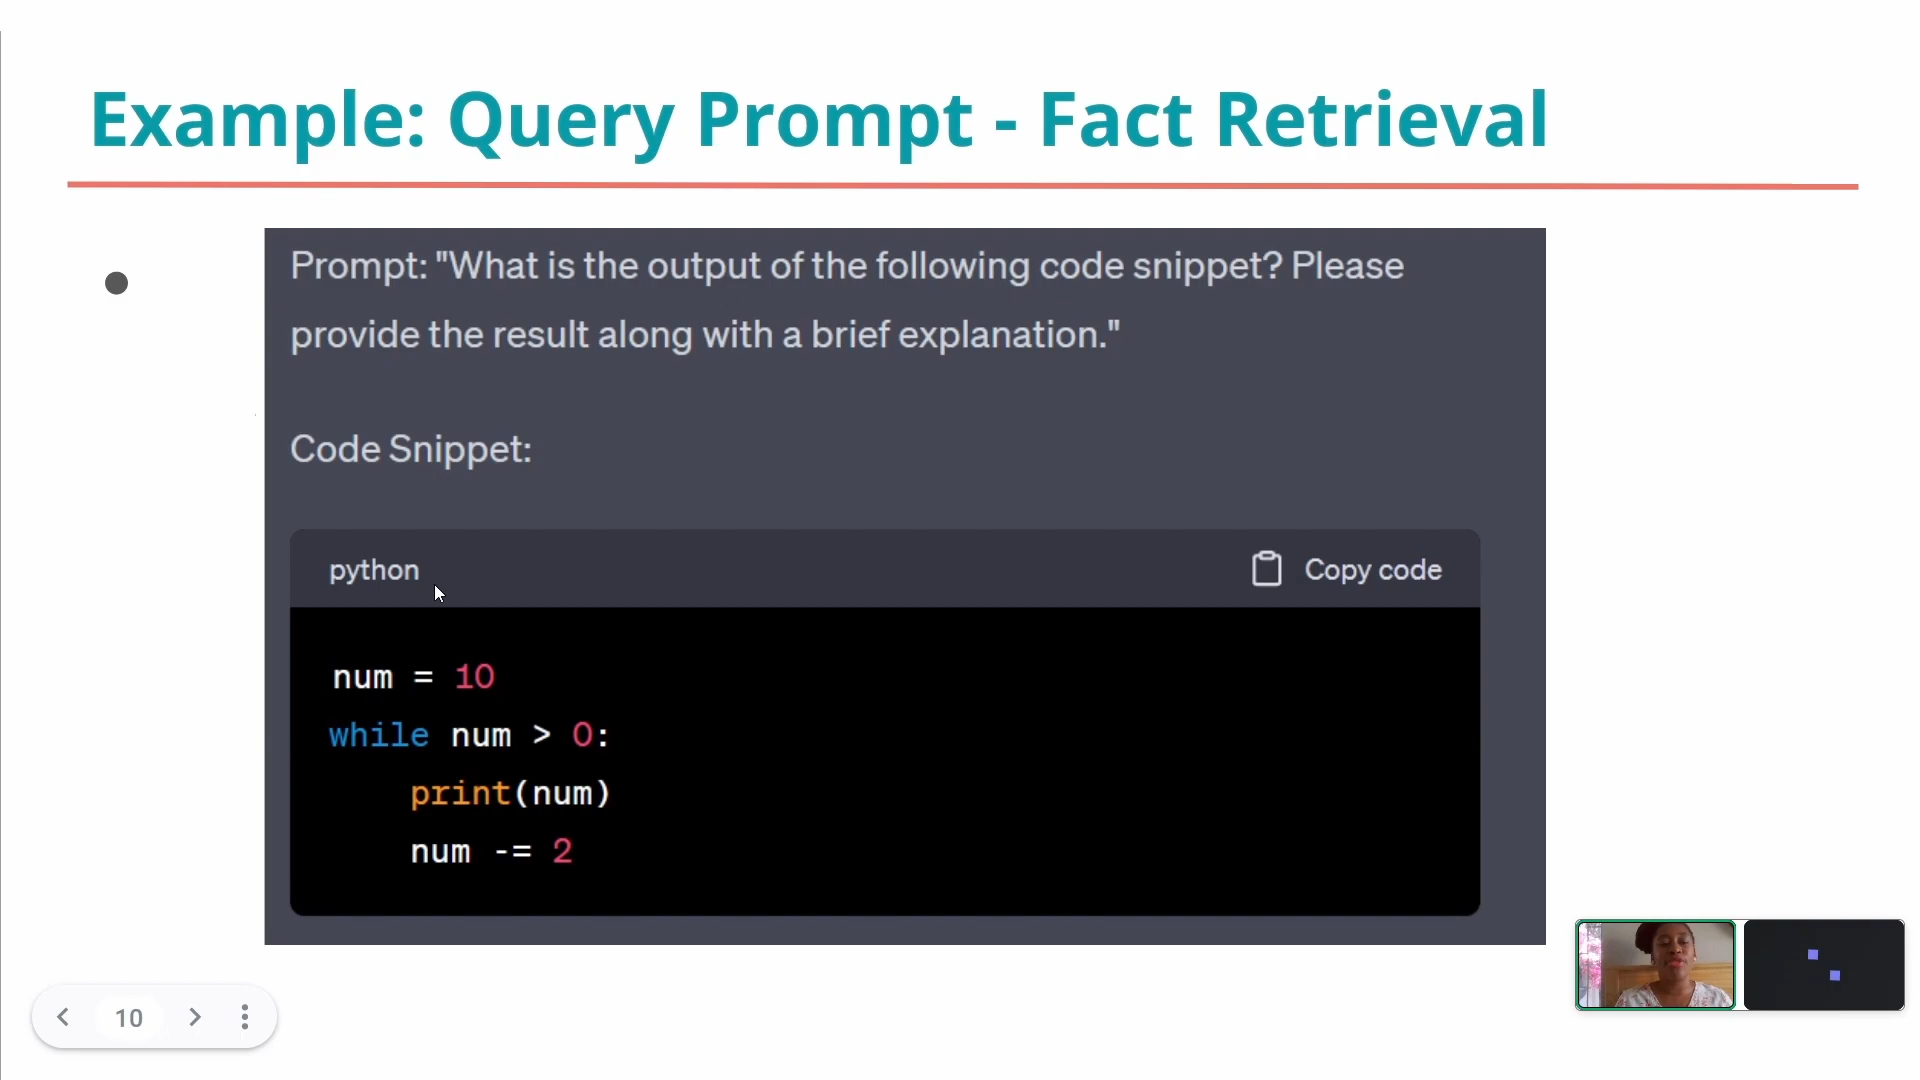 Example: Query Prompt - Fact Retrieval
Prompt: "What is the output of the following code snippet? Please
provide the result along with a brief explanation."
Code Snippet:
python
Copy code
num = 10
while num > 0:
    print(num)
    num -= 2
10